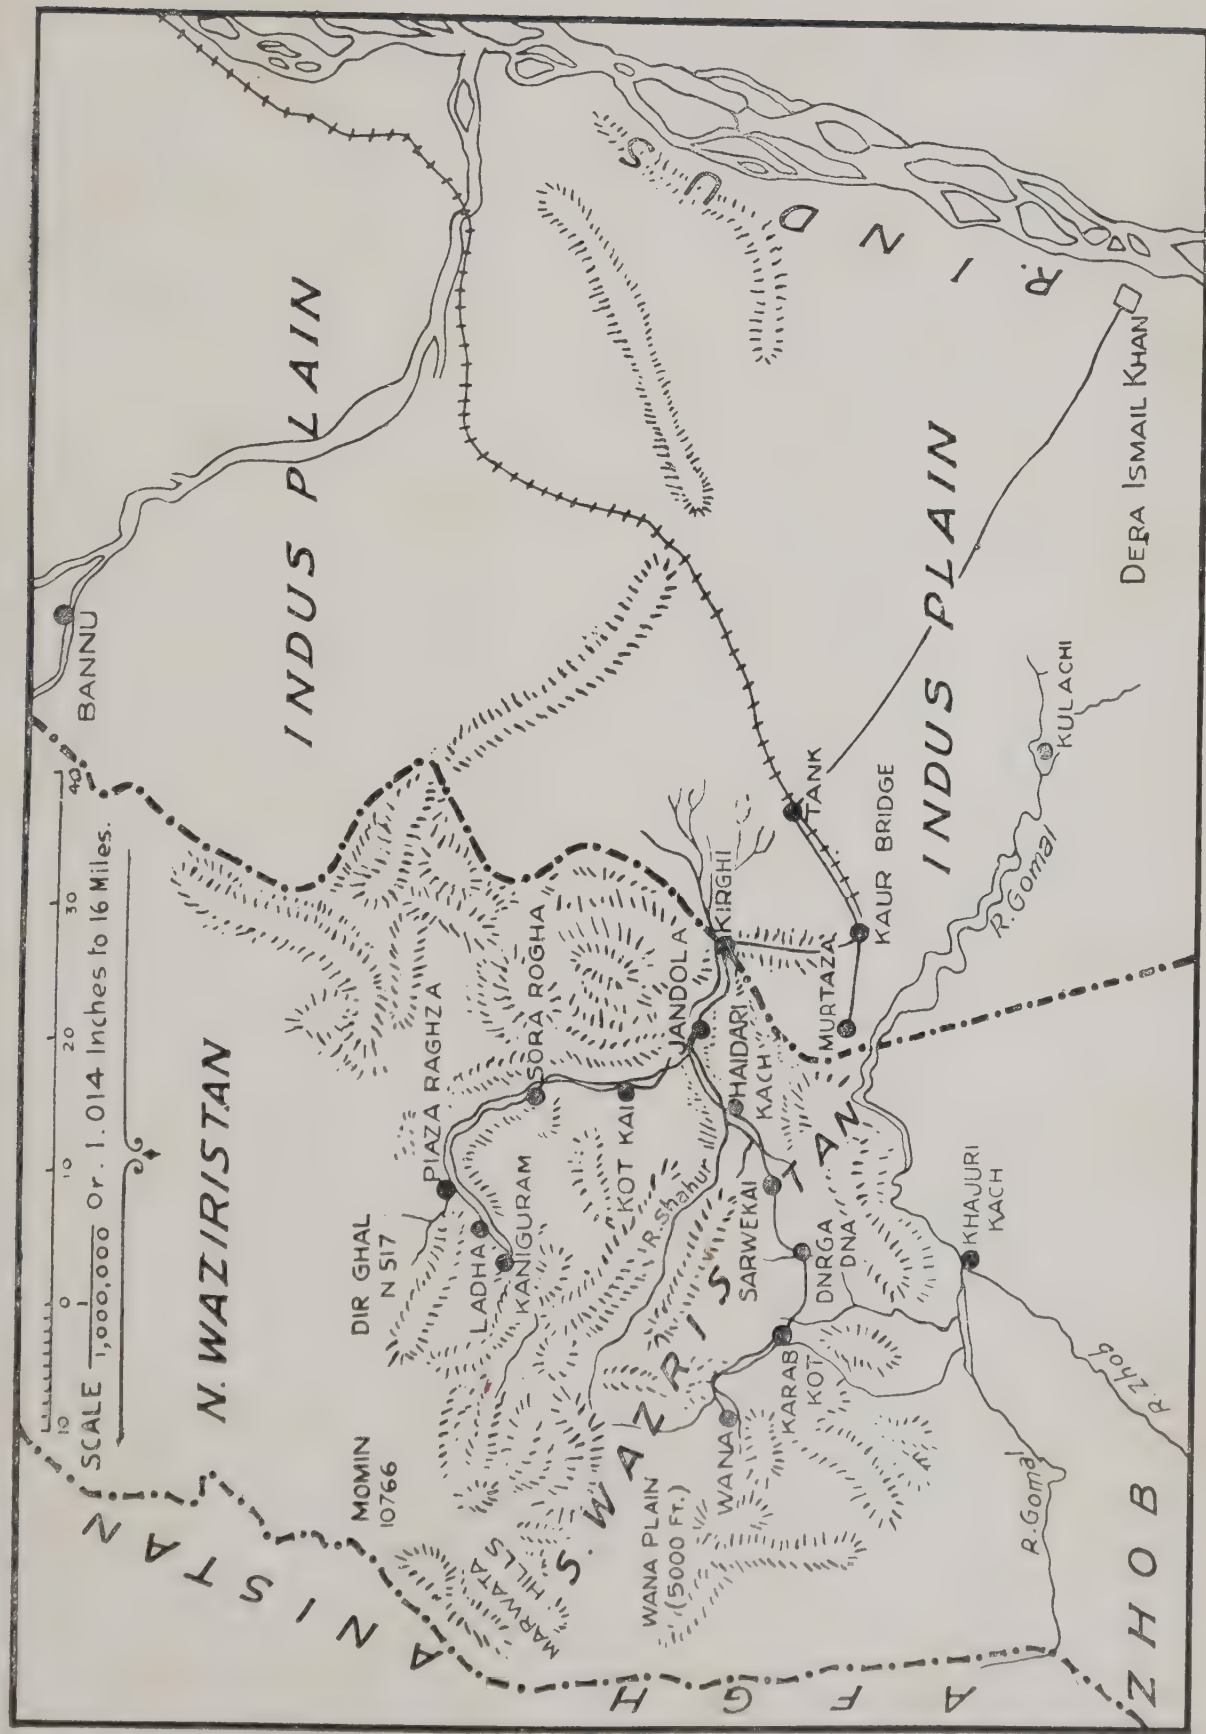 10 0 10 20 30 40
SCALE 1/1,000,000 Or. 1.014 Inches to 16 Miles.
BANNU
N. WAZIRISTAN
INDUS PLAIN
AFGHANISTAN
MOMIN
10766
DIR GHAL
N 517
PIAZA RAGHZA
LADHA
KANIGURAM
SORA ROGHA
KOT KAI
MARWATA
HILLS
S. WAZIRISTAN
R. Shahur
JANDOLA
KIRGHI
HAIDARI
KACH
WANA PLAIN
(5000 FT.)
WANA
KARAB
KOT
SARWEKAI
DNRGA
DNA
MURTAZA
TANK
KAUR BRIDGE
INDUS PLAIN
R. INDUS
KHAJURI
KACH
R. Gomal
R. Gomal
R. Zhob
KULACHI
DERA ISMAIL KHAN
ZHOB